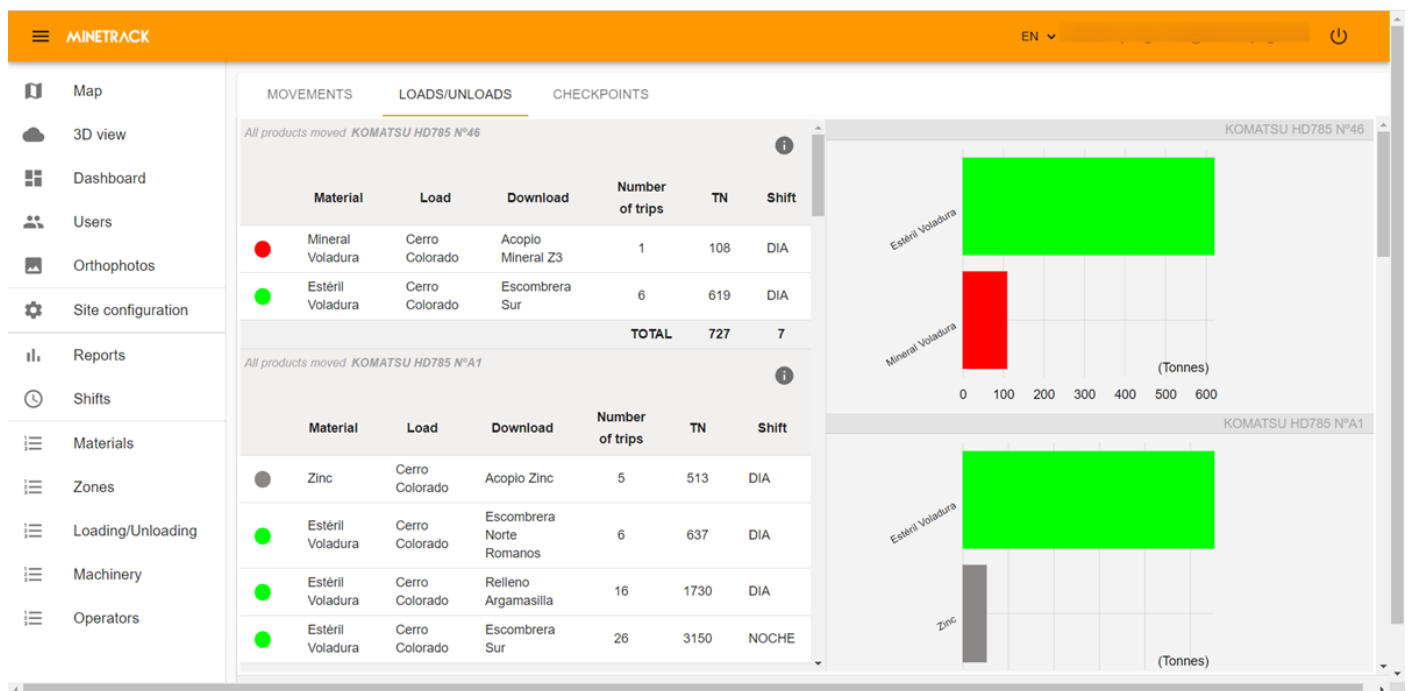 MINETRACK
EN
Map
3D view
Dashboard
Users
Orthophotos
Site configuration
Reports
Shifts
Materials
Zones
Loading/Unloading
Machinery
Operators
MOVEMENTS LOADS/UNLOADS CHECKPOINTS
All products moved KOMATSU HD785 Nº46
Material Load Download Number of trips TN Shift
Mineral Voladura Cerro Colorado Acopio Mineral Z3 1 108 DIA
Estéril Voladura Cerro Colorado Escombrera Sur 6 619 DIA
TOTAL 727 7
All products moved KOMATSU HD785 NºA1
Material Load Download Number of trips TN Shift
Zinc Cerro Colorado Acopio Zinc 5 513 DIA
Estéril Voladura Cerro Colorado Escombrera Norte Romanos 6 637 DIA
Estéril Voladura Cerro Colorado Relleno Argamasilla 16 1730 DIA
Estéril Voladura Cerro Colorado Escombrera Sur 26 3150 NOCHE
KOMATSU HD785 Nº46
Estéril Voladura
Mineral Voladura
(Tonnes)
0 100 200 300 400 500 600
KOMATSU HD785 NºA1
Estéril Voladura
Zinc
(Tonnes)